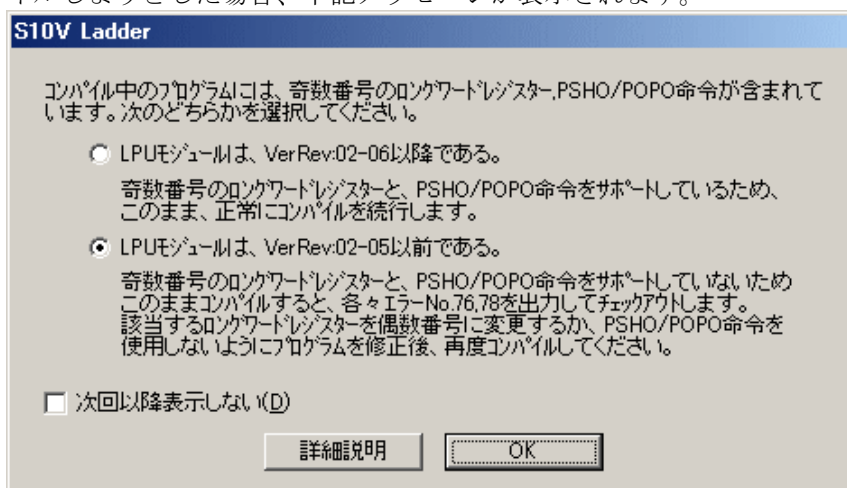 イルしようとした場合、下記メッセージが表示されます。
S10V Ladder
コンパイル中のプログラムには、奇数番号のロングワードレジスター,PSHO/POPO命令が含まれて
います。次のどちらかを選択してください。
LPUモジュールは、VerRev:02-06以降である。
奇数番号のロングワードレジスターと、PSHO/POPO命令をサポートしているため、
このまま、正常にコンパイルを続行します。
LPUモジュールは、VerRev:02-05以前である。
奇数番号のロングワードレジスターと、PSHO/POPO命令をサポートしていないため
このままコンパイルすると、各々エラーNo.76,78を出力してチェックアウトします。
該当するロングワードレジスターを偶数番号に変更するか、PSHO/POPO命令を
使用しないようにプログラムを修正後、再度コンパイルしてください。
次回以降表示しない(D)
詳細説明
OK